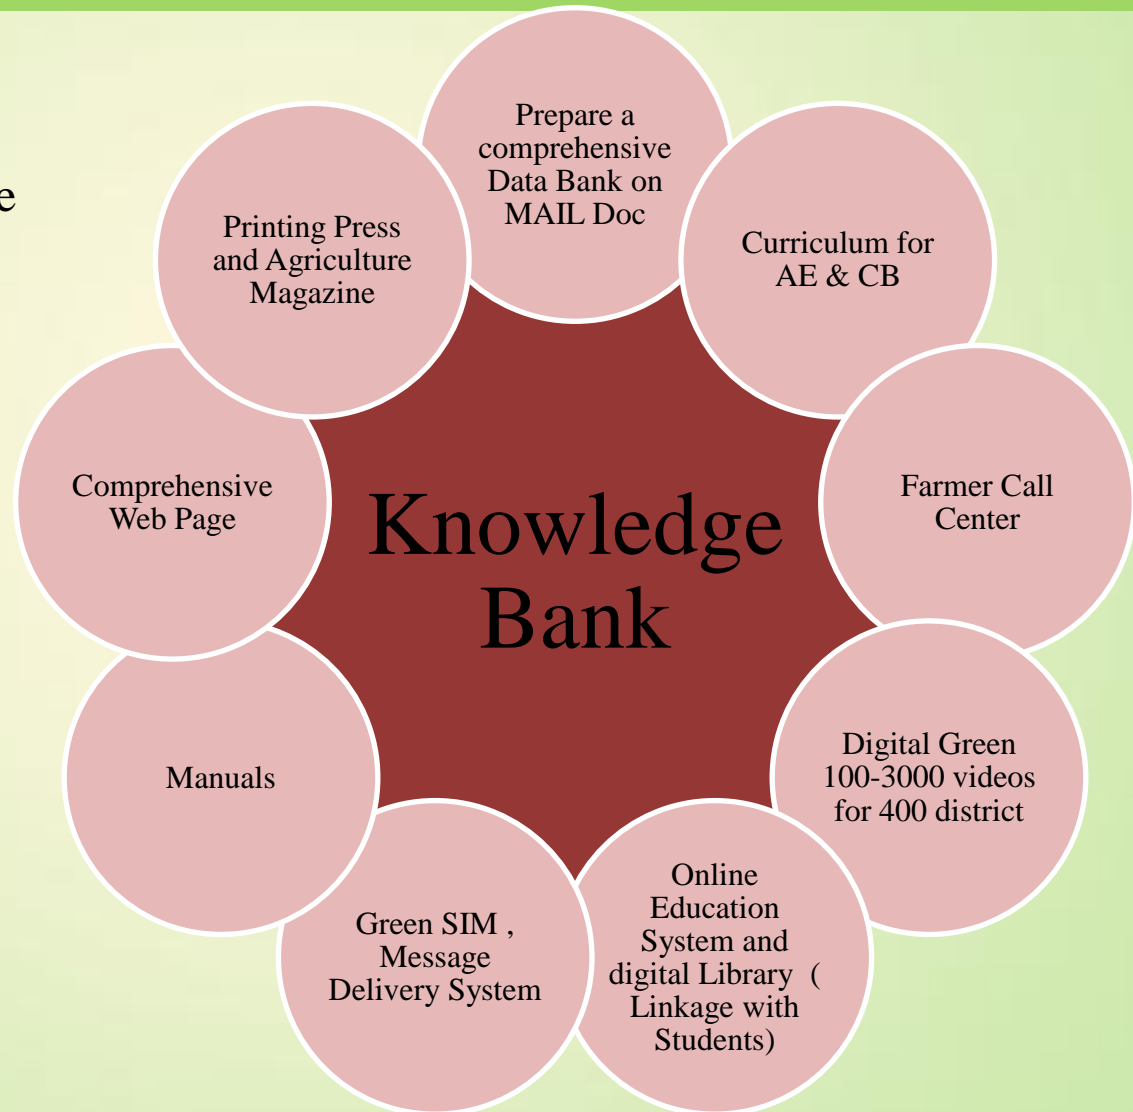 e
Prepare a
comprehensive
Data Bank on
MAIL Doc
Curriculum for
AE & CB
Farmer Call
Center
Digital Green
100-3000 videos
for 400 district
Online
Education
System and
digital Library  (
Linkage with
Students)
Green SIM ,
Message
Delivery System
Manuals
Comprehensive
Web Page
Printing Press
and Agriculture
Magazine
Knowledge
Bank